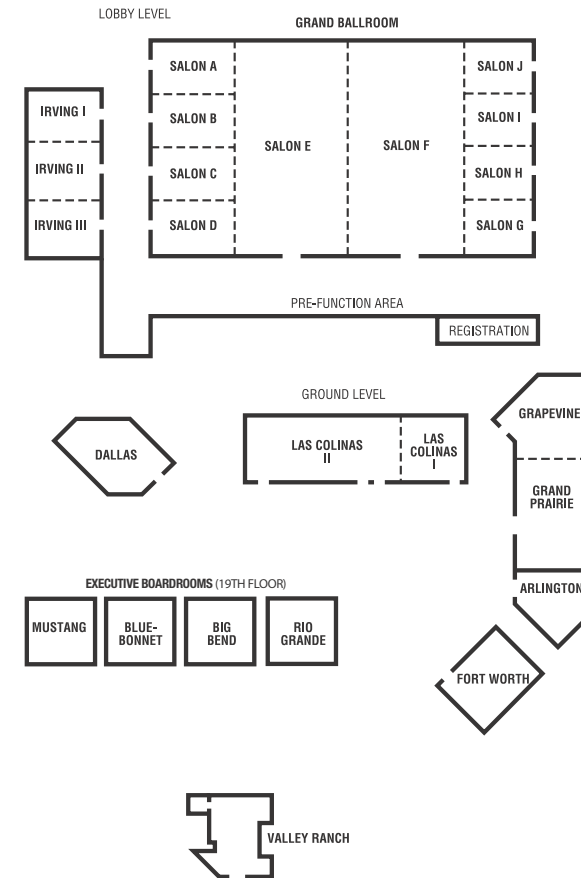 LOBBY LEVEL
GRAND BALLROOM
SALON A
SALON J
IRVING I
SALON B
SALON I
SALON E
SALON F
IRVING II
SALON C
SALON H
IRVING III
SALON D
SALON G
PRE-FUNCTION AREA
REGISTRATION
GROUND LEVEL
GRAPEVINE
DALLAS
LAS COLINAS
II
LAS
COLINAS
I
GRAND
PRAIRIE
EXECUTIVE BOARDROOMS (19TH FLOOR)
ARLINGTON
MUSTANG
BLUE-
BONNET
BIG
BEND
RIO
GRANDE
FORT WORTH
VALLEY RANCH